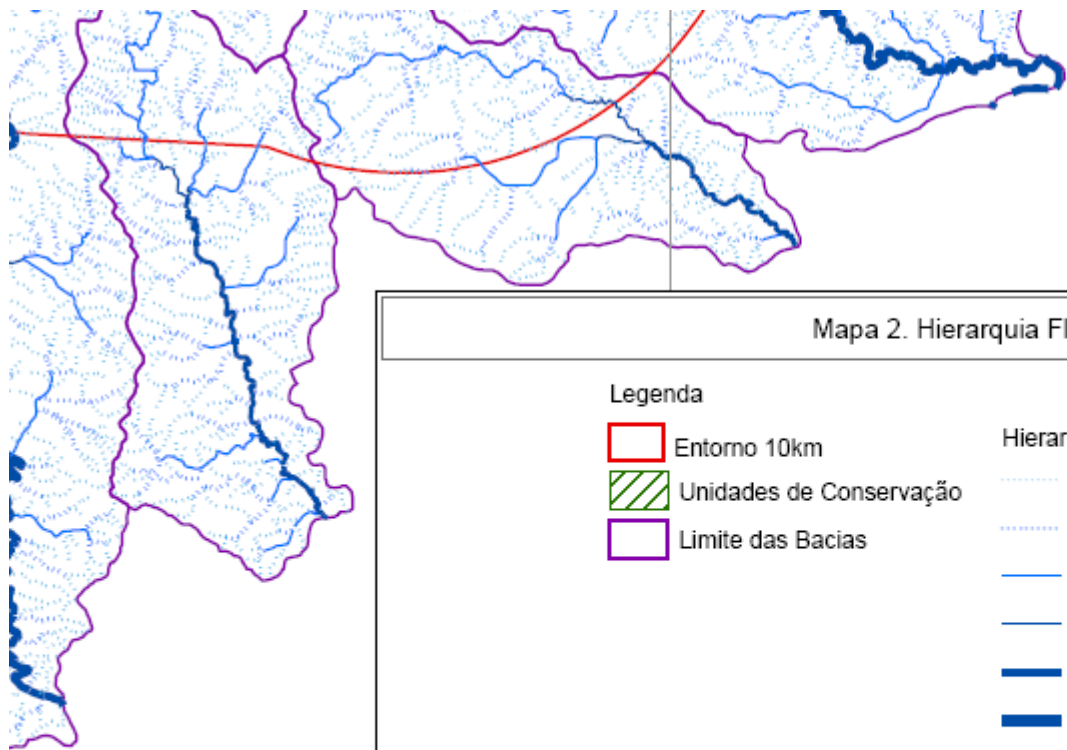 Mapa 2. Hierarquia Fl
Legenda
Entorno 10km
Unidades de Conservação
Limite das Bacias
Hierar